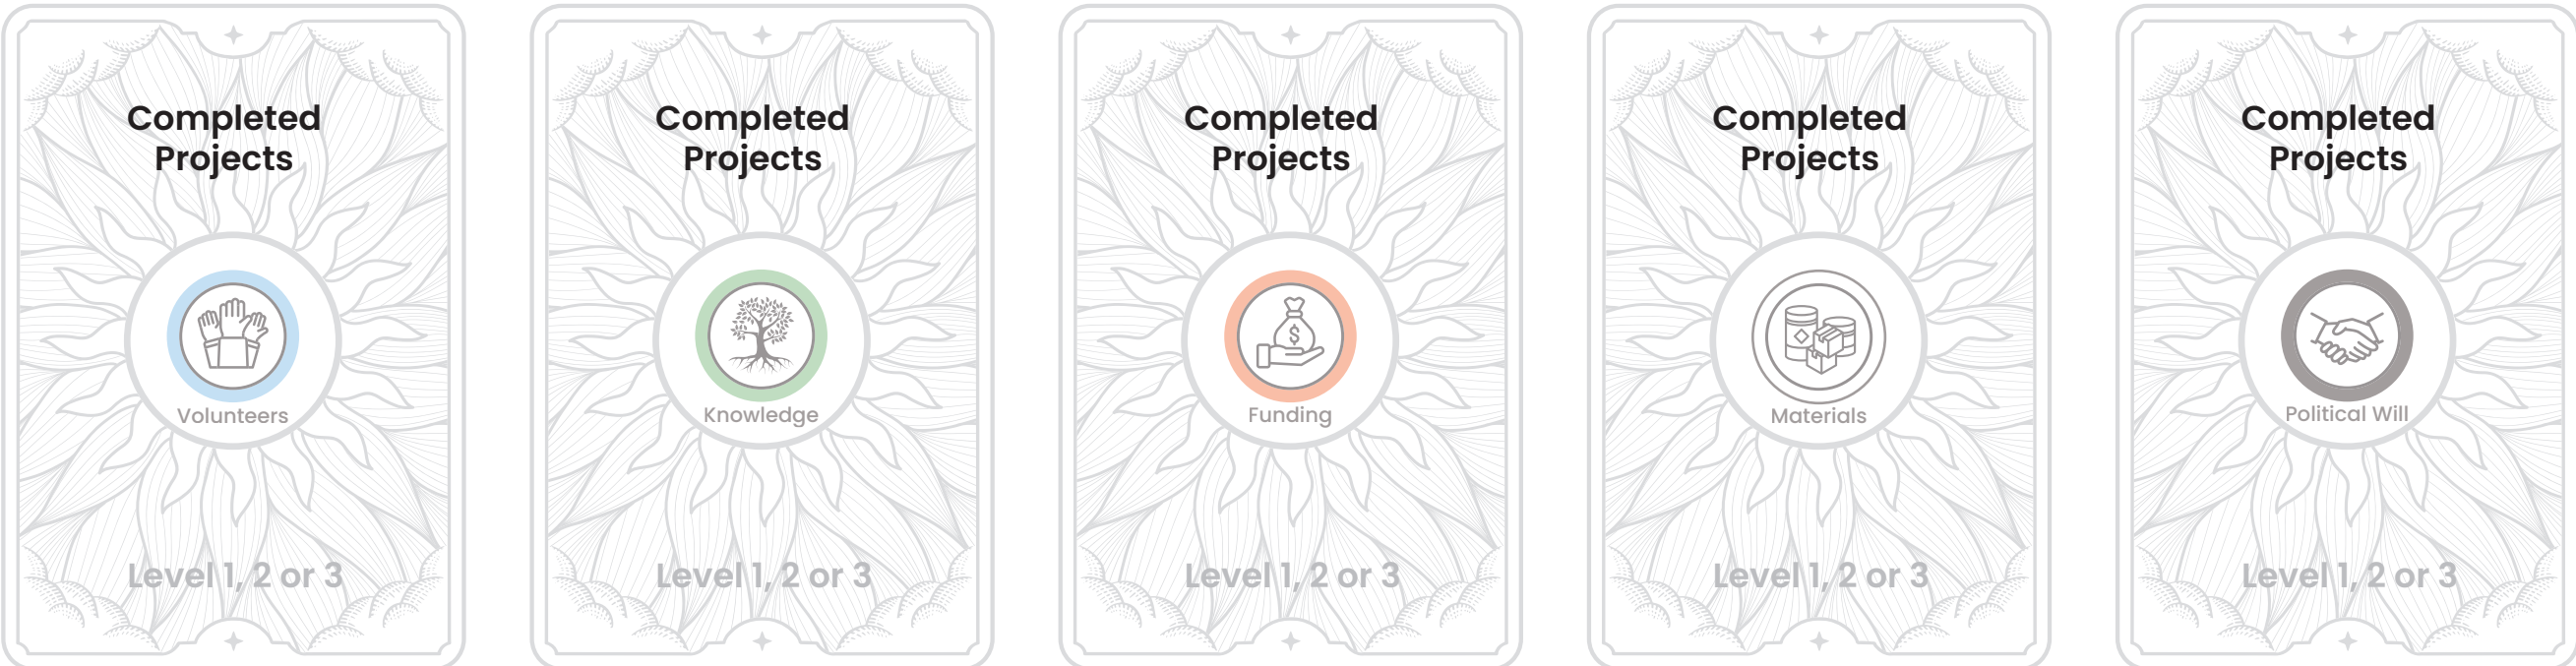 Completed
Projects
Volunteers
Level 1, 2 or 3
Completed
Projects
Knowledge
Level 1, 2 or 3
Completed
Projects
$
Funding
Level 1, 2 or 3
Completed
Projects
Materials
Level 1, 2 or 3
Completed
Projects
Political Will
Level 1, 2 or 3